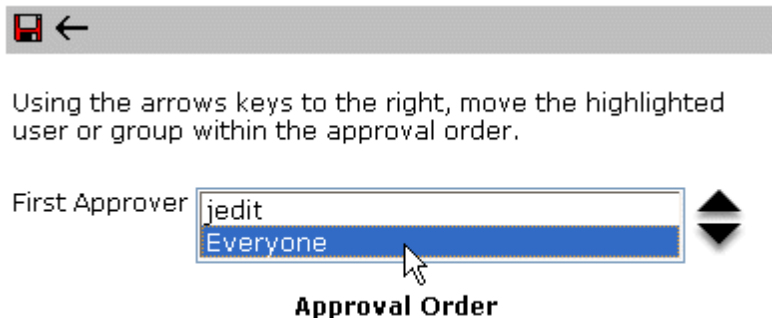 Using the arrows keys to the right, move the highlighted
user or group within the approval order.
First Approver
jedit
Everyone
Approval Order